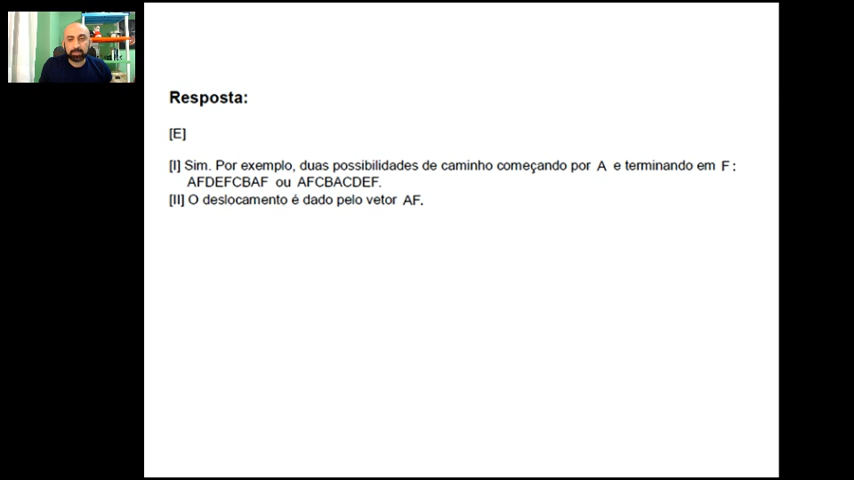 Resposta:
[E]
[I] Sim. Por exemplo, duas possibilidades de caminho começando por A e terminando em F:
AFDEFCBAF ou AFCBACDEF.
[II] O deslocamento é dado pelo vetor AF.